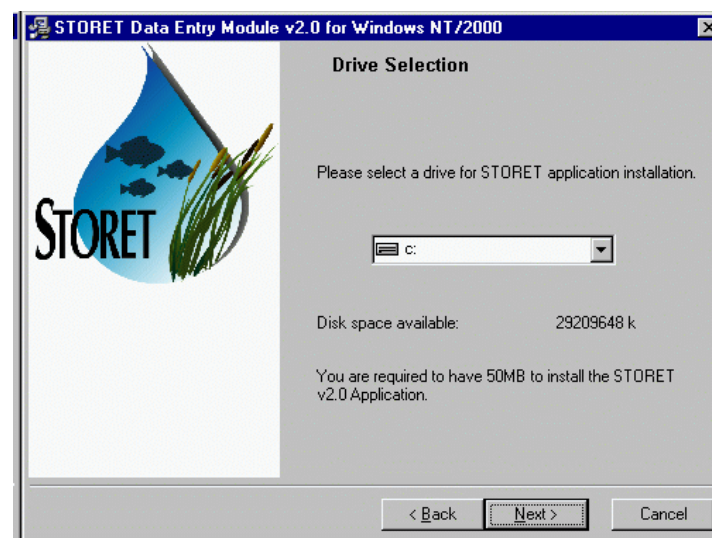 STORET Data Entry Module v2.0 for Windows NT/2000
Drive Selection
Please select a drive for STORET application installation.
STORET
c:
Disk space available: 29209648 k
You are required to have 50MB to install the STORET
v2.0 Application.
< Back Next > Cancel